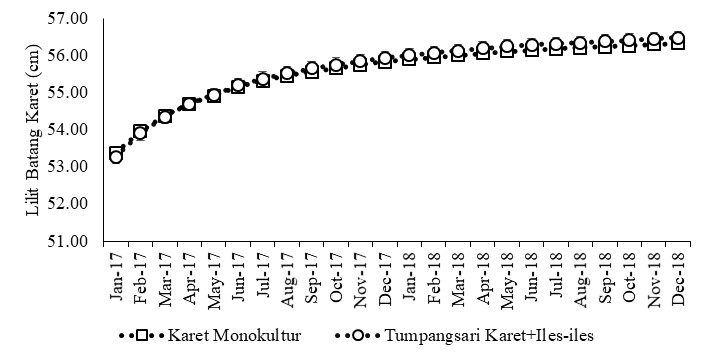 Lilit Batang Karet (cm)
57.00
56.00
55.00
54.00
53.00
52.00
51.00
Jan-17
Feb-17
Mar-17
Apr-17
May-17
Jun-17
Jul-17
Aug-17
Sep-17
Oct-17
Nov-17
Dec-17
Jan-18
Feb-18
Mar-18
Apr-18
May-18
Jun-18
Jul-18
Aug-18
Sep-18
Oct-18
Nov-18
Dec-18
Karet Monokultur
Tumpangsari Karet+Iles-iles